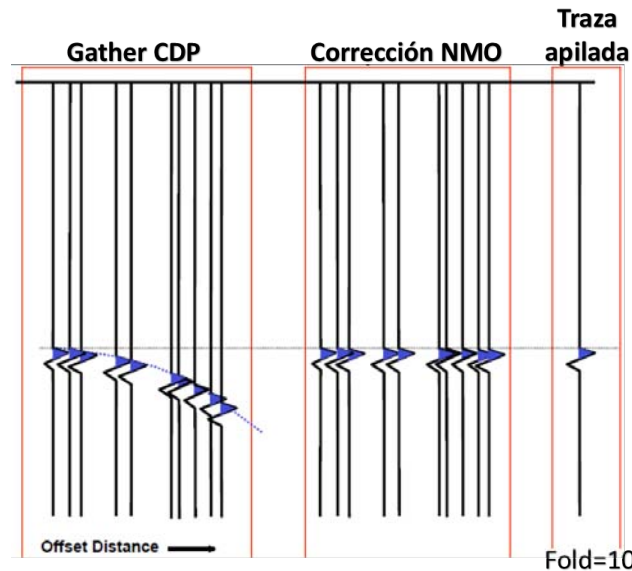 Gather CDP
Corrección NMO
Traza
apilada
Offset Distance
Fold=10